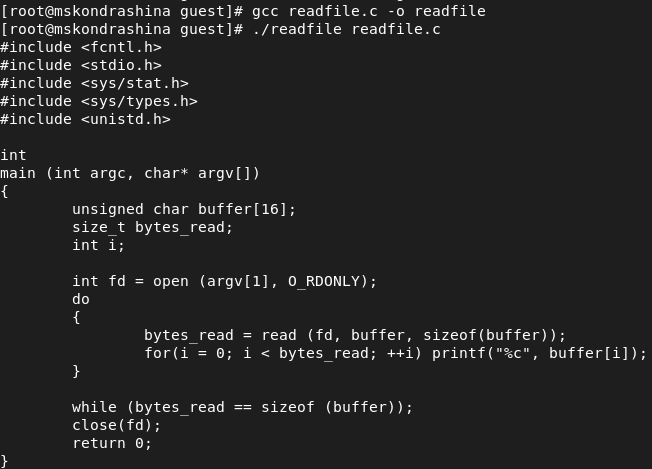 [root@mskondrashina guest]# gcc readfile.c -o readfile
[root@mskondrashina guest]# ./readfile readfile.c
#include <fcntl.h>
#include <stdio.h>
#include <sys/stat.h>
#include <sys/types.h>
#include <unistd.h>

int
main (int argc, char* argv[])
{
        unsigned char buffer[16];
        size_t bytes_read;
        int i;

        int fd = open (argv[1], O_RDONLY);
        do
        {
                bytes_read = read (fd, buffer, sizeof(buffer));
                for(i = 0; i < bytes_read; ++i) printf("%c", buffer[i]);
        }

        while (bytes_read == sizeof (buffer));
        close(fd);
        return 0;
}